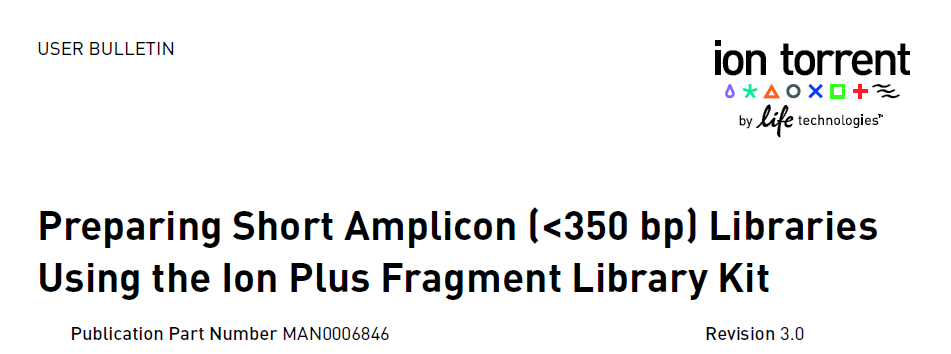 USER BULLETIN
ion torrent
by life technologies™
Preparing Short Amplicon (<350 bp) Libraries
Using the Ion Plus Fragment Library Kit
Publication Part Number MAN0006846 Revision 3.0